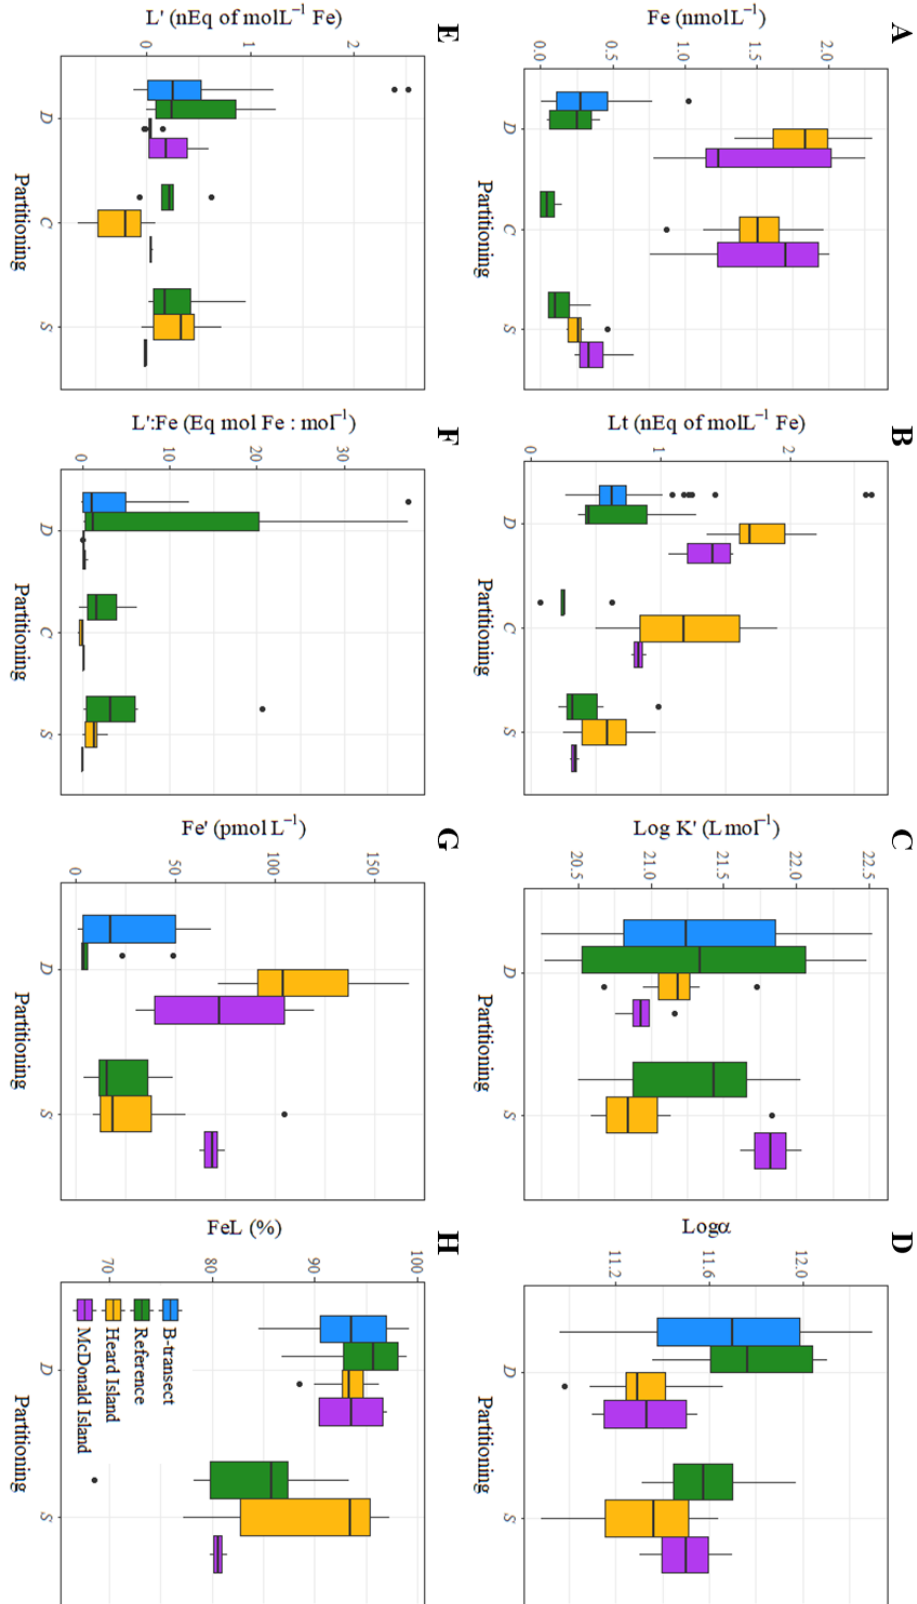 A
Fe (nmolL⁻¹)
0.0 0.5 1.0 1.5 2.0
D C S
Partitioning
B
Lt (nEq of molL⁻¹ Fe)
0 1 2
D C S
Partitioning
C
Log K' (L mol⁻¹)
20.5 21.0 21.5 22.0 22.5
D S
Partitioning
D
Logα
11.2 11.6 12.0
D S
Partitioning
E
L' (nEq of molL⁻¹ Fe)
0 1 2
D C S
Partitioning
F
L':Fe (Eq mol Fe : mol⁻¹)
0 10 20 30
D C S
Partitioning
G
Fe' (pmol L⁻¹)
0 50 100 150
D S
Partitioning
H
FeL (%)
70 80 90 100
D S
Partitioning
B-transect
Reference
Heard Island
McDonald Island